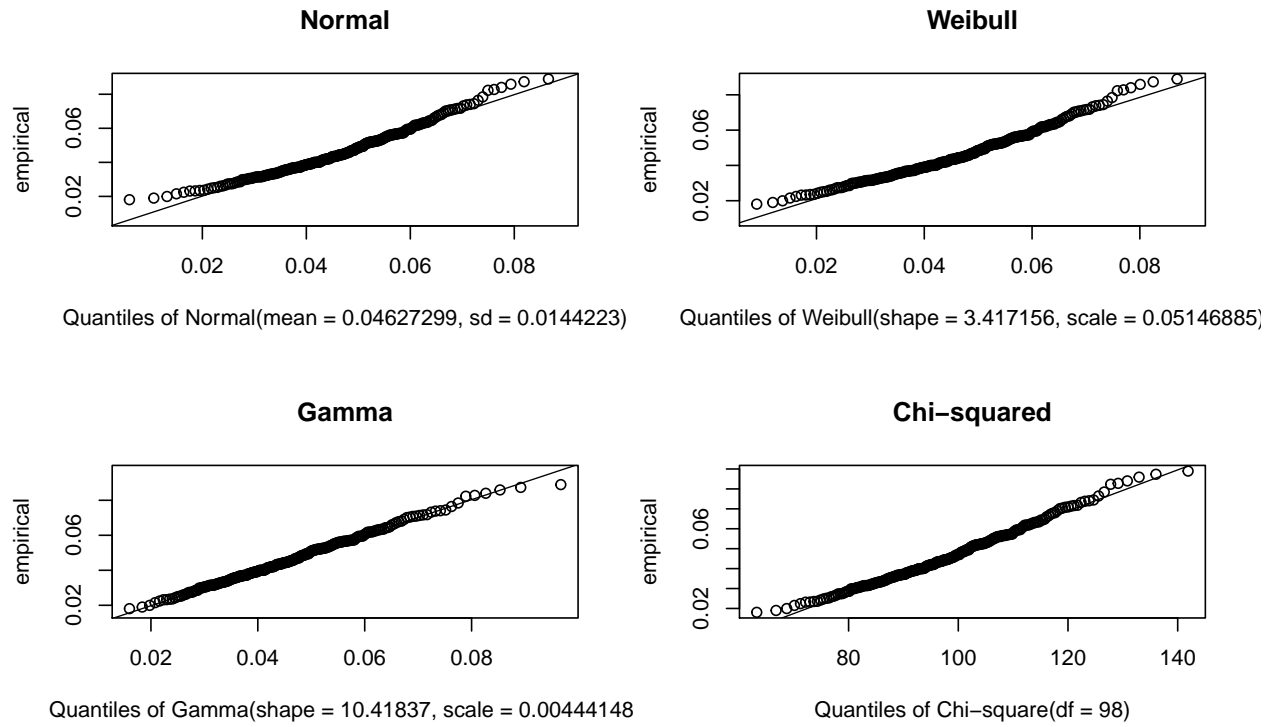 Normal
empirical
0.02 0.06
0.02 0.04 0.06 0.08
Quantiles of Normal(mean = 0.04627299, sd = 0.0144223)
Weibull
empirical
0.02 0.06
0.02 0.04 0.06 0.08
Quantiles of Weibull(shape = 3.417156, scale = 0.05146885)
Gamma
empirical
0.02 0.06
0.02 0.04 0.06 0.08
Quantiles of Gamma(shape = 10.41837, scale = 0.00444148
Chi−squared
empirical
0.02 0.06
80 100 120 140
Quantiles of Chi−square(df = 98)